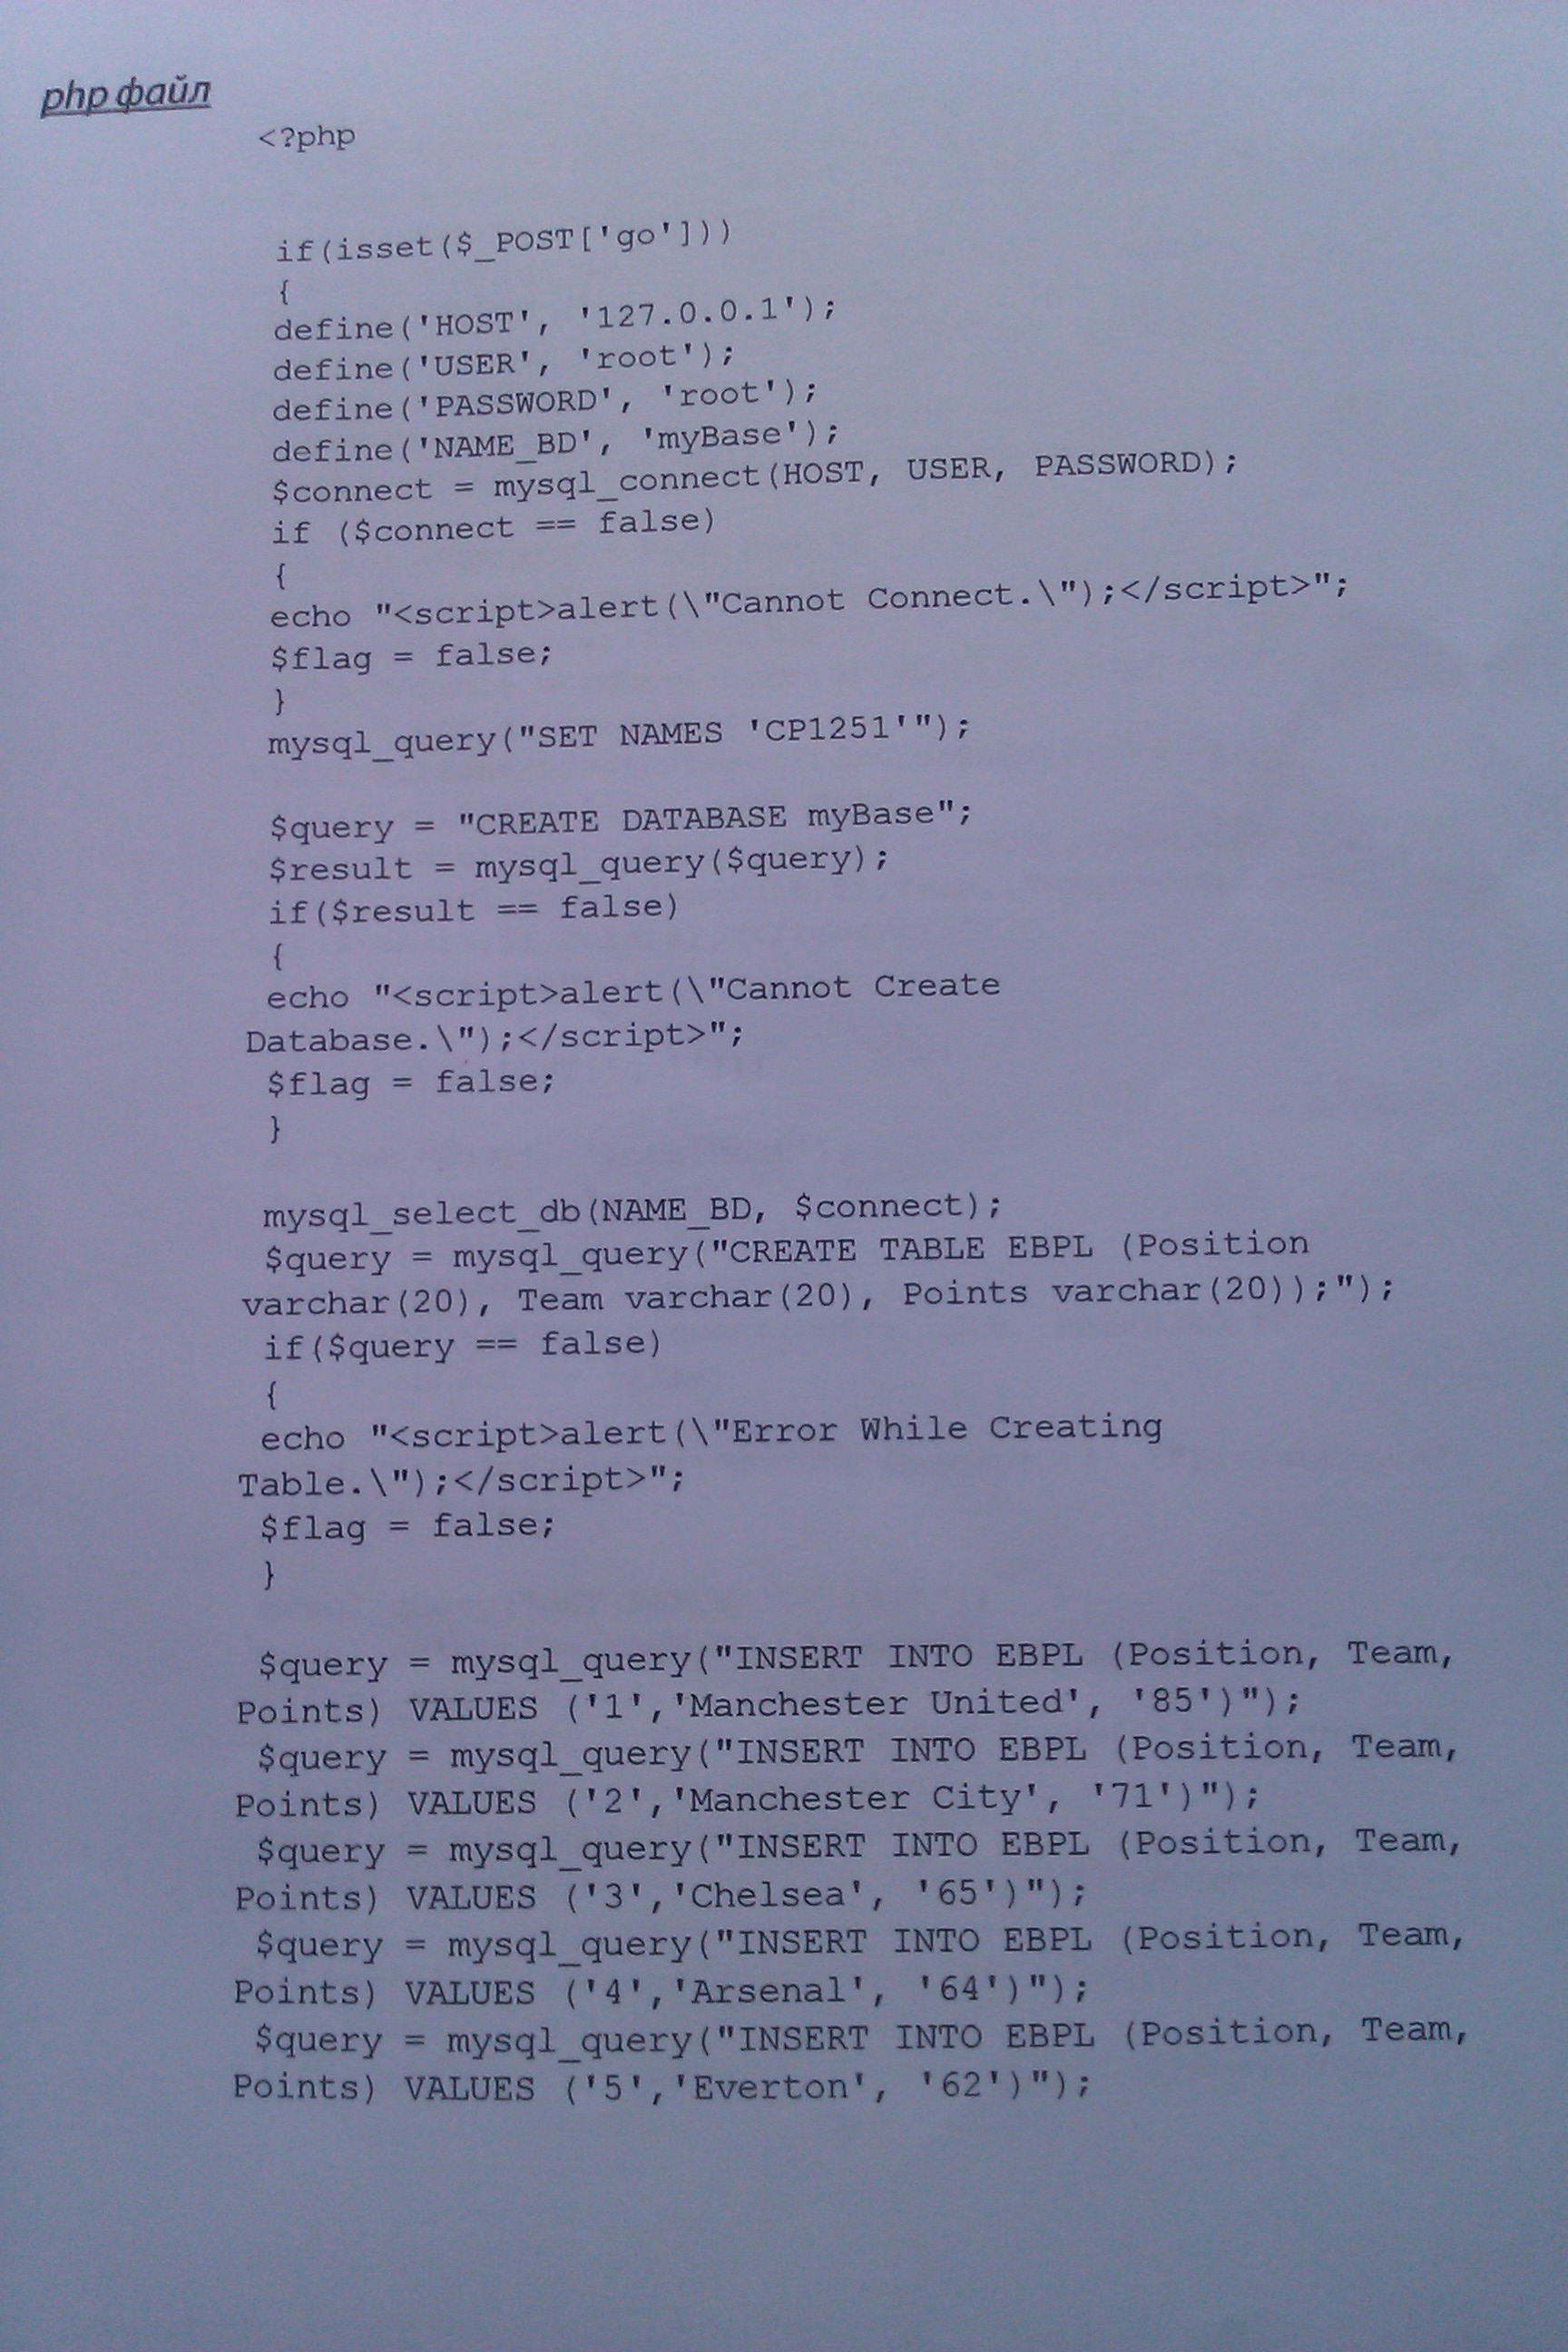 php файл
<?php
if(isset($_POST['go']))
{
define('HOST', '127.0.0.1');
define('USER', 'root');
define('PASSWORD', 'root');
define('NAME_BD', 'myBase');
$connect = mysql_connect(HOST, USER, PASSWORD);
if ($connect == false)
{
echo "<script>alert(\"Cannot Connect.\");</script>";
$flag = false;
}
mysql_query("SET NAMES 'CP1251'");
$query = "CREATE DATABASE myBase";
$result = mysql_query($query);
if($result == false)
{
echo "<script>alert(\"Cannot Create
Database.\");</script>";
$flag = false;
}
mysql_select_db(NAME_BD, $connect);
$query = mysql_query("CREATE TABLE EBPL (Position
varchar(20), Team varchar(20), Points varchar(20));");
if($query == false)
{
echo "<script>alert(\"Error While Creating
Table.\");</script>";
$flag = false;
}
$query = mysql_query("INSERT INTO EBPL (Position, Team,
Points) VALUES ('1','Manchester United', '85')");
$query = mysql_query("INSERT INTO EBPL (Position, Team,
Points) VALUES ('2','Manchester City', '71')");
$query = mysql_query("INSERT INTO EBPL (Position, Team,
Points) VALUES ('3','Chelsea', '65')");
$query = mysql_query("INSERT INTO EBPL (Position, Team,
Points) VALUES ('4','Arsenal', '64')");
$query = mysql_query("INSERT INTO EBPL (Position, Team,
Points) VALUES ('5','Everton', '62')");